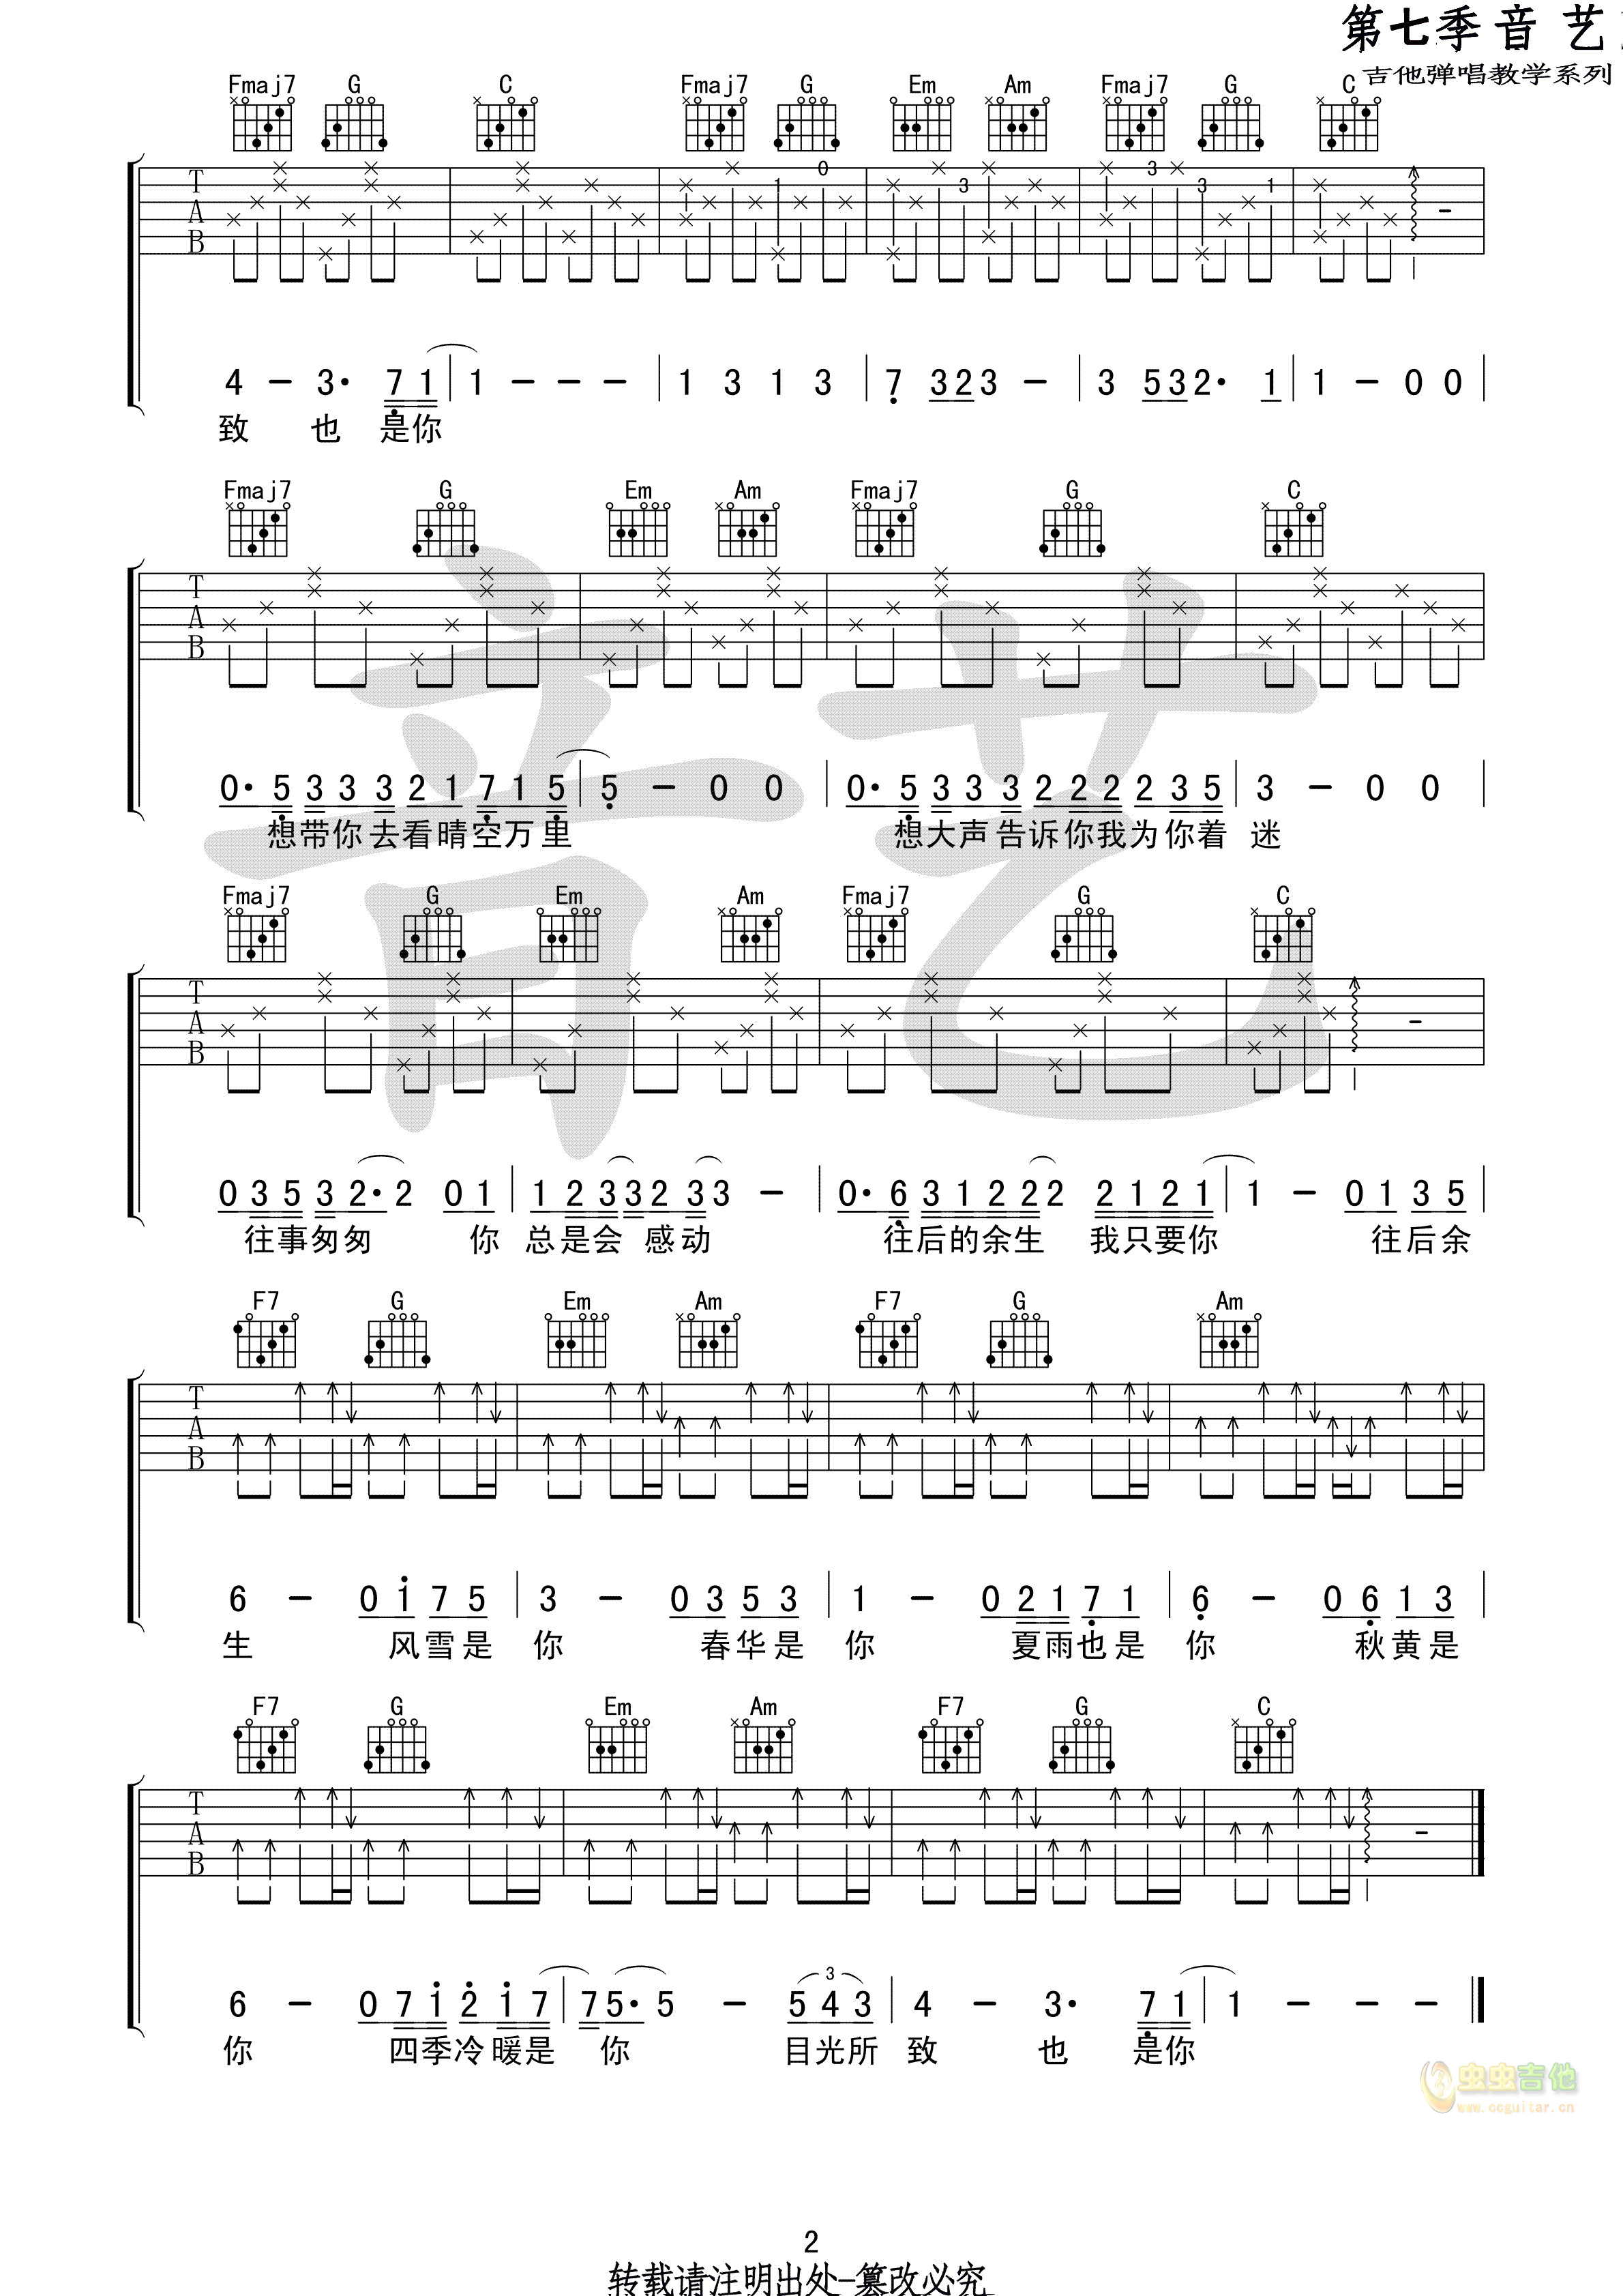 第七季音 艺
吉他弹唱教学系列
Fmaj7 G C Fmaj7 G Em Am Fmaj7 G C
T
A
B
1 0 3 3 3 1
4 - 3· 7 1 | 1 - - - | 1 3 1 3 | 7 3 2 3 - | 3 5 3 2· 1 | 1 - 0 0 |
致 也 是你
Fmaj7 G Em Am Fmaj7 G C
T
A
B
0· 5 3 3 3 2 1 7 1 5 | 5 - 0 0 | 0· 5 3 3 3 2 2 2 2 3 5 | 3 - 0 0 |
想带你去看晴空万里 想大声告诉你我为你着 迷
音艺
Fmaj7 G Em Am Fmaj7 G C
T
A
B
0 3 5 3 2· 2 0 1 | 1 2 3 3 2 3 3 - | 0· 6 3 1 2 2 2 2 1 2 1 | 1 - 0 1 3 5 |
往事匆匆 你 总是会 感动 往后的余生 我只要你 往后余
F7 G Em Am F7 G Am
T
A
B
6 - 0 1 7 5 | 3 - 0 3 5 3 | 1 - 0 2 1 7 1 | 6 - 0 6 1 3 |
生 风雪是 你 春华是 你 夏雨也是 你 秋黄是
F7 G Em Am F7 G C
T
A
B
6 - 0 7 1 2 1 7 | 7 5· 5 - 5 4 3 | 4 - 3· 7 1 | 1 - - - ‖
3
你 四季冷暖是 你 目光所 致 也 是你
虫虫吉他
www.ccguitar.cn
2
转载请注明出处-篡改必究